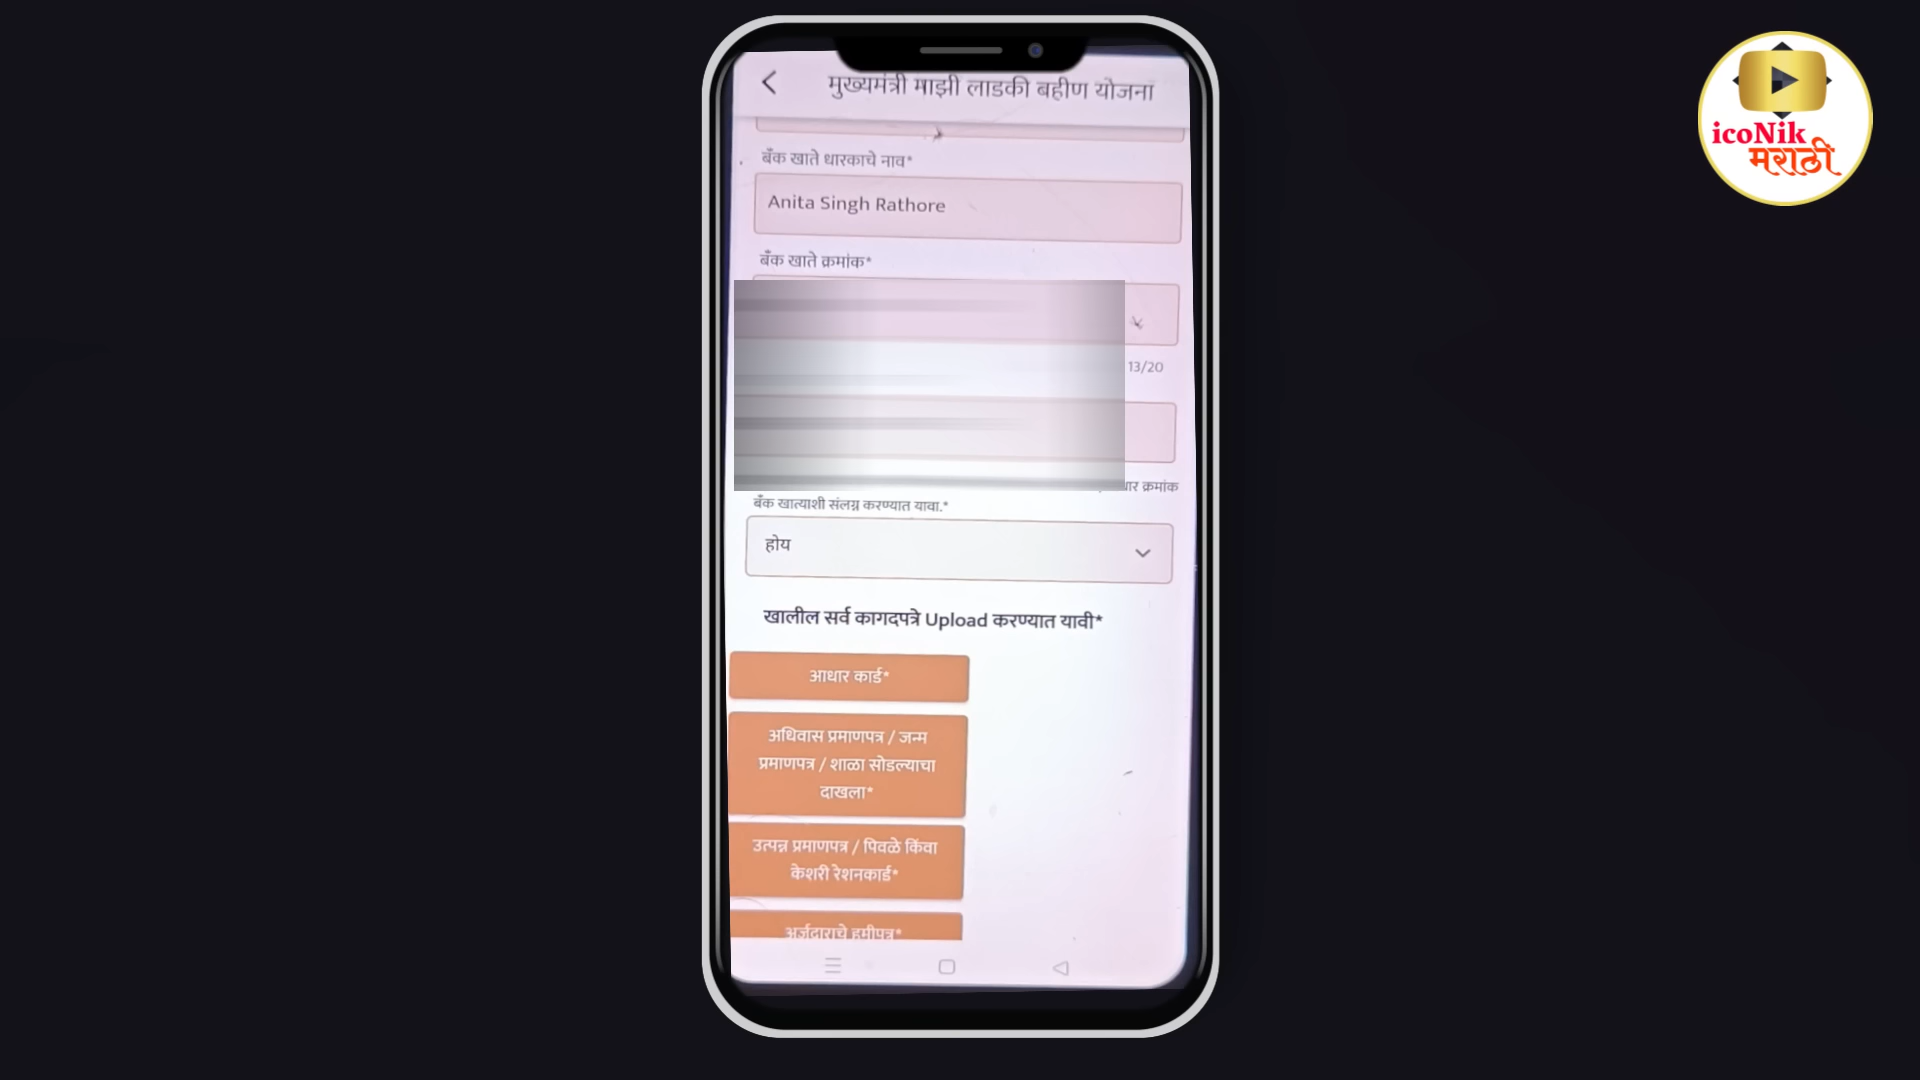 मुख्यमंत्री माझी लाडकी बहीण योजना
बँक खाते धारकाचे नाव*
Anita Singh Rathore
बँक खाते क्रमांक*
13/20
क्रमांक
बँक खात्याशी संलग्न करण्यात यावा.*
होय
खालील सर्व कागदपत्रे Upload करण्यात यावी*
आधार कार्ड*
अधिवास प्रमाणपत्र / जन्म
प्रमाणपत्र / शाळा सोडल्याचा
दाखला*
उत्पन्न प्रमाणपत्र / पिवळे किंवा
केशरी रेशनकार्ड*
अर्जदाराचे हमीपत्र*
icoNik
मराठी